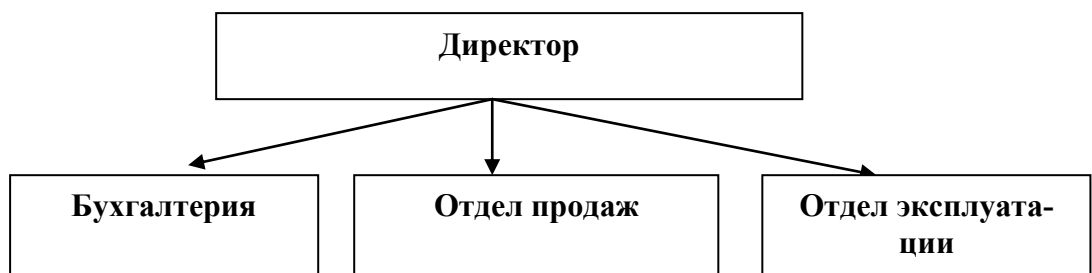 Директор
Бухгалтерия
Отдел продаж
Отдел эксплуата-
ции